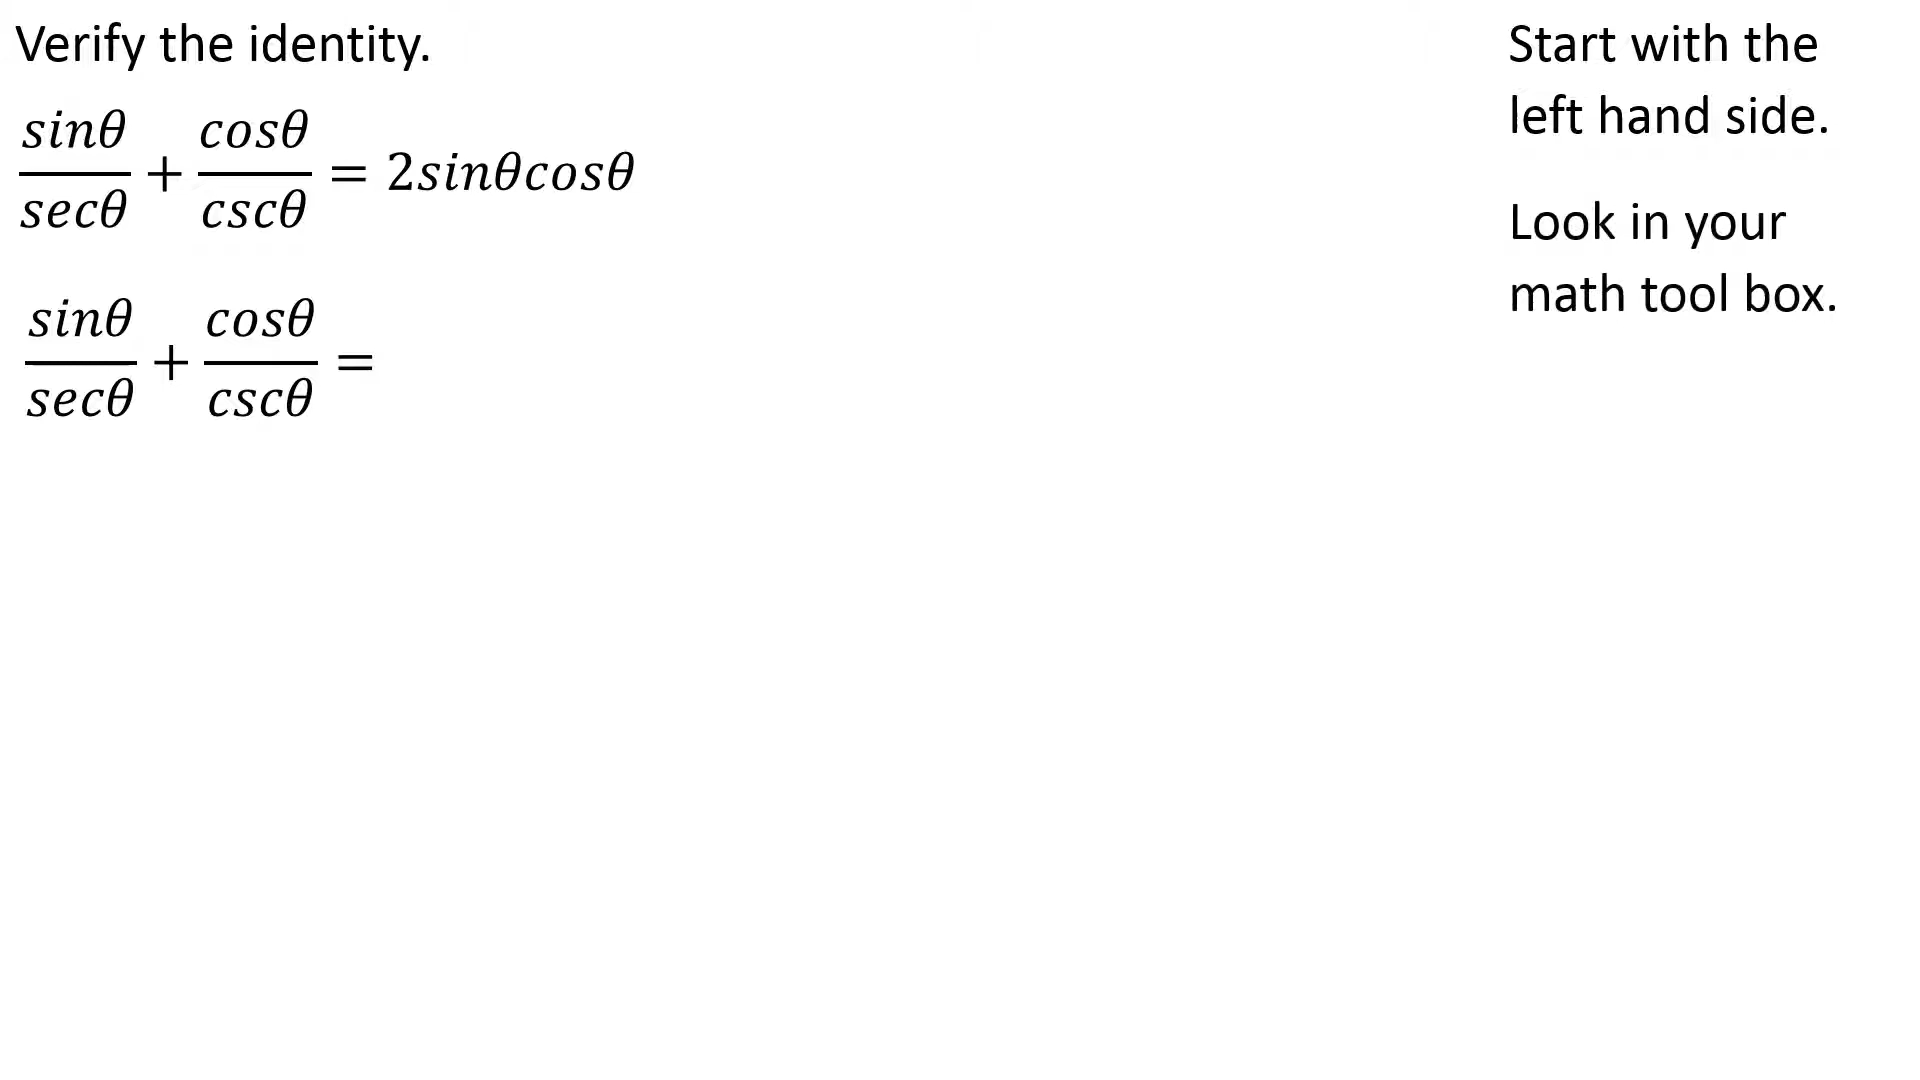 Verify the identity.
sinθ/secθ + cosθ/cscθ = 2sinθcosθ
sinθ/secθ + cosθ/cscθ =
Start with the
left hand side.
Look in your
math tool box.